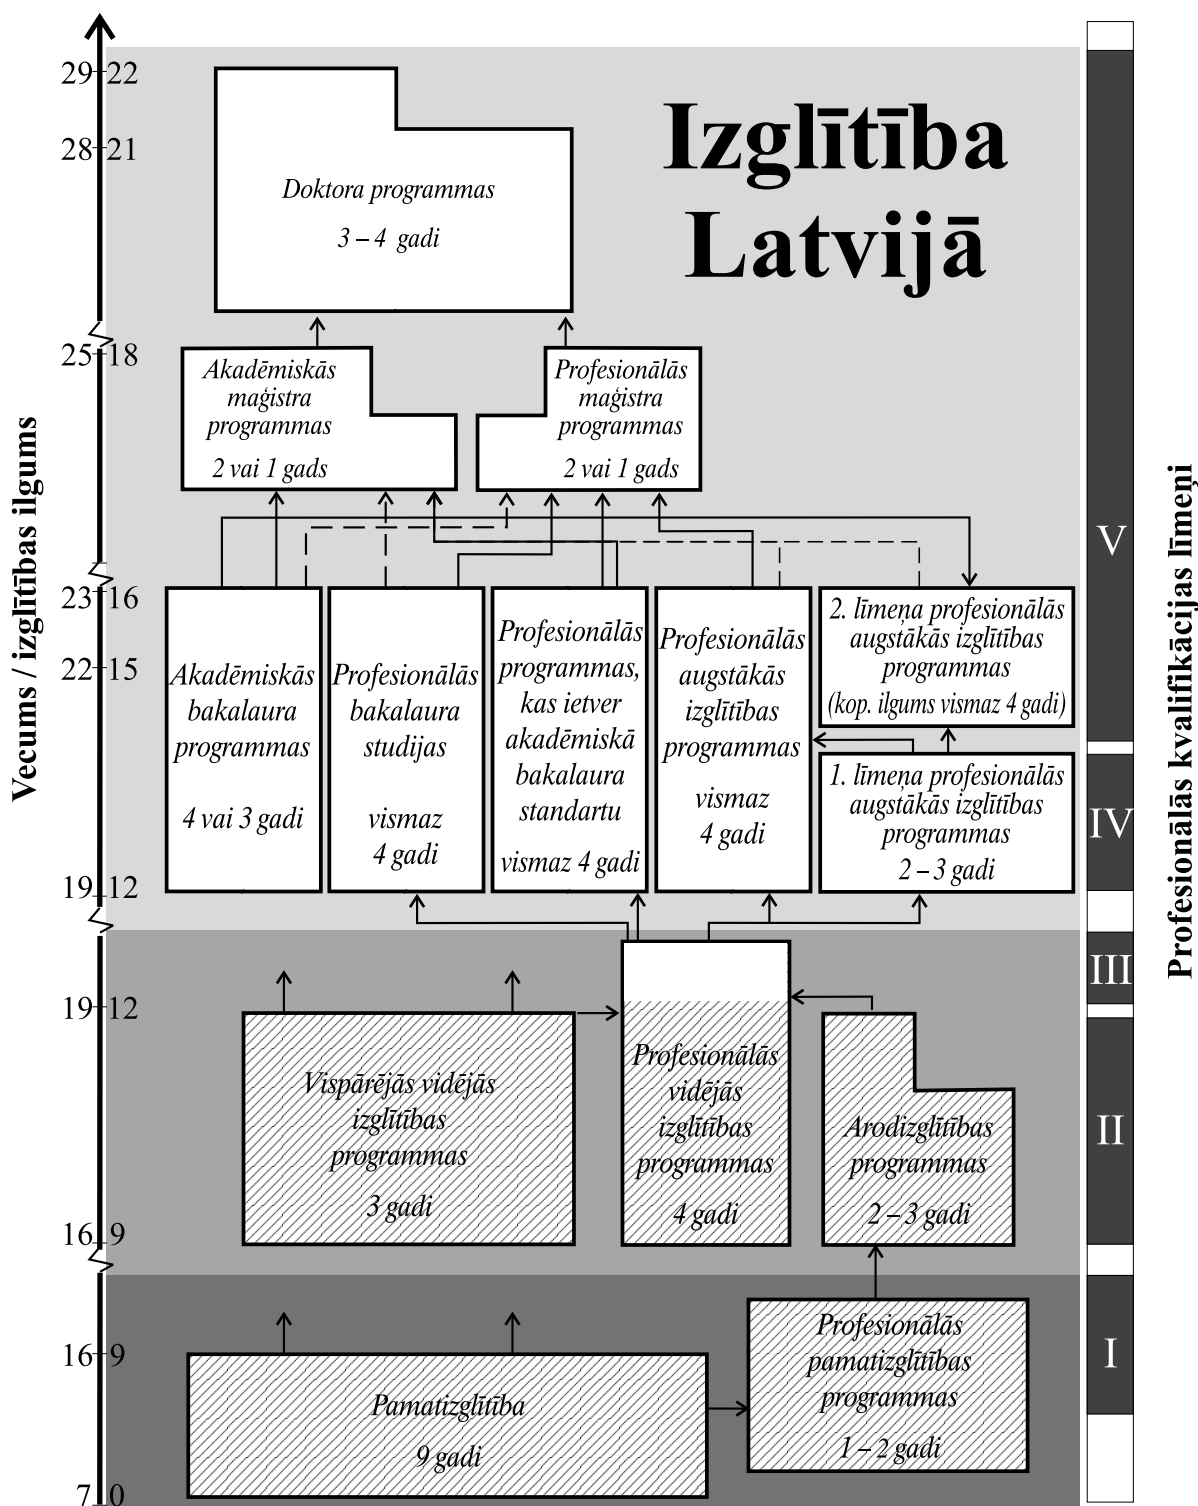 Izglītība
Latvijā
Vecums / izglītības ilgums
Profesionālās kvalifikācijas līmeņi
29 22
28 21
25 18
23 16
22 15
19 12
19 12
16 9
16 9
7 0
V
IV
III
II
I
Doktora programmas
3 – 4 gadi
Akadēmiskās
maģistra
programmas
2 vai 1 gads
Profesionālās
maģistra
programmas
2 vai 1 gads
Akadēmiskās
bakalaura
programmas
4 vai 3 gadi
Profesionālās
bakalaura
studijas
vismaz
4 gadi
Profesionālās
programmas,
kas ietver
akadēmiskā
bakalaura
standartu
vismaz 4 gadi
Profesionālās
augstākās
izglītības
programmas
vismaz
4 gadi
2. līmeņa profesionālās
augstākās izglītības
programmas
(kop. ilgums vismaz 4 gadi)
1. līmeņa profesionālās
augstākās izglītības
programmas
2 – 3 gadi
Vispārējās vidējās
izglītības
programmas
3 gadi
Profesionālās
vidējās
izglītības
programmas
4 gadi
Arodizglītības
programmas
2 – 3 gadi
Pamatizglītība
9 gadi
Profesionālās
pamatizglītības
programmas
1 – 2 gadi